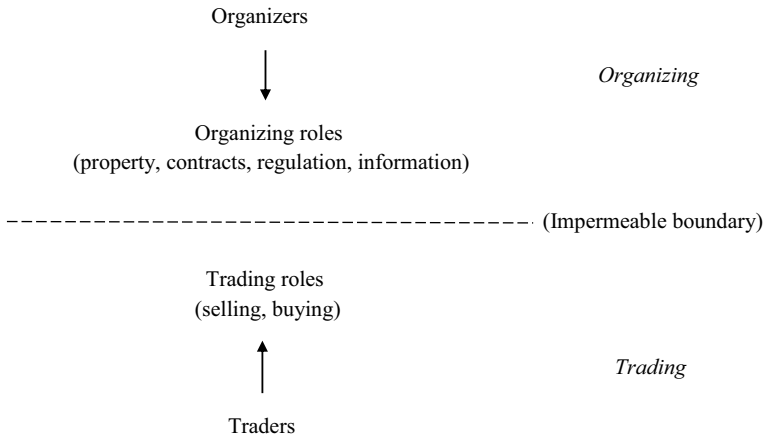 Organizers
Organizing
Organizing roles
(property, contracts, regulation, information)
(Impermeable boundary)
Trading roles
(selling, buying)
Trading
Traders